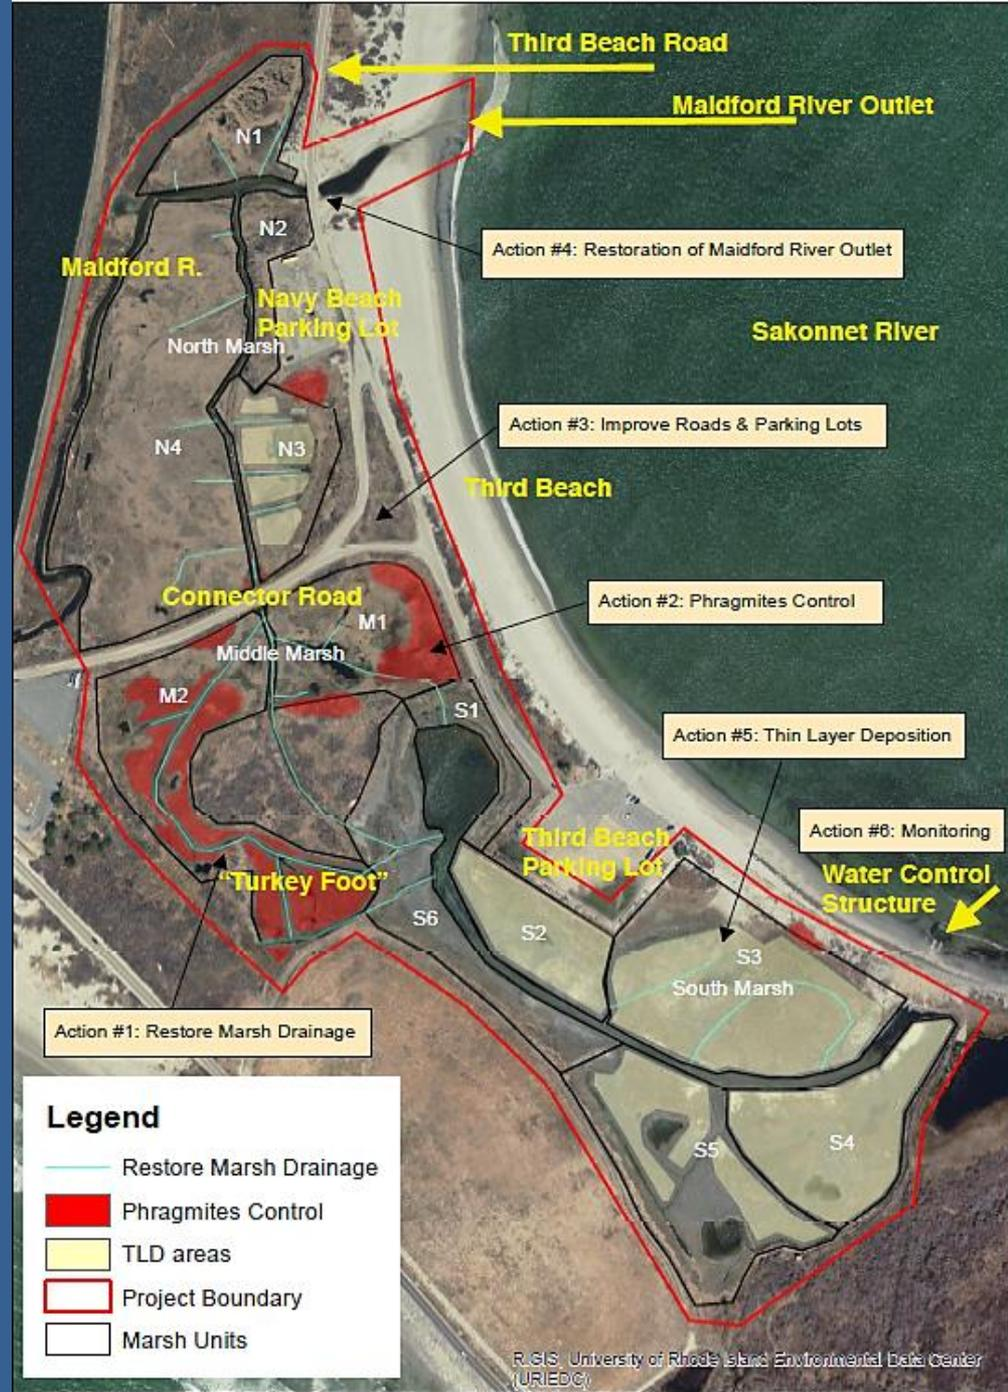 Third Beach Road
Maidford River Outlet
N1
N2
Action #4: Restoration of Maidford River Outlet
Maidford R.
Navy Beach
Parking Lot
Sakonnet River
North Marsh
Action #3: Improve Roads & Parking Lots
N4
N3
Third Beach
Connector Road
Action #2: Phragmites Control
M1
Middle Marsh
M2
S1
Action #5: Thin Layer Deposition
Third Beach
Parking Lot
Action #6: Monitoring
Water Control
Structure
"Turkey Foot"
S6
S2
S3
South Marsh
Action #1: Restore Marsh Drainage
S5
S4
Legend
Restore Marsh Drainage
Phragmites Control
TLD areas
Project Boundary
Marsh Units
RIGIS, University of Rhode Island Environmental Data Center
(URIEDC)